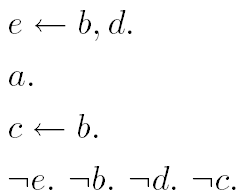 e ← b, d.
a.
c ← b.
¬e. ¬b. ¬d. ¬c.